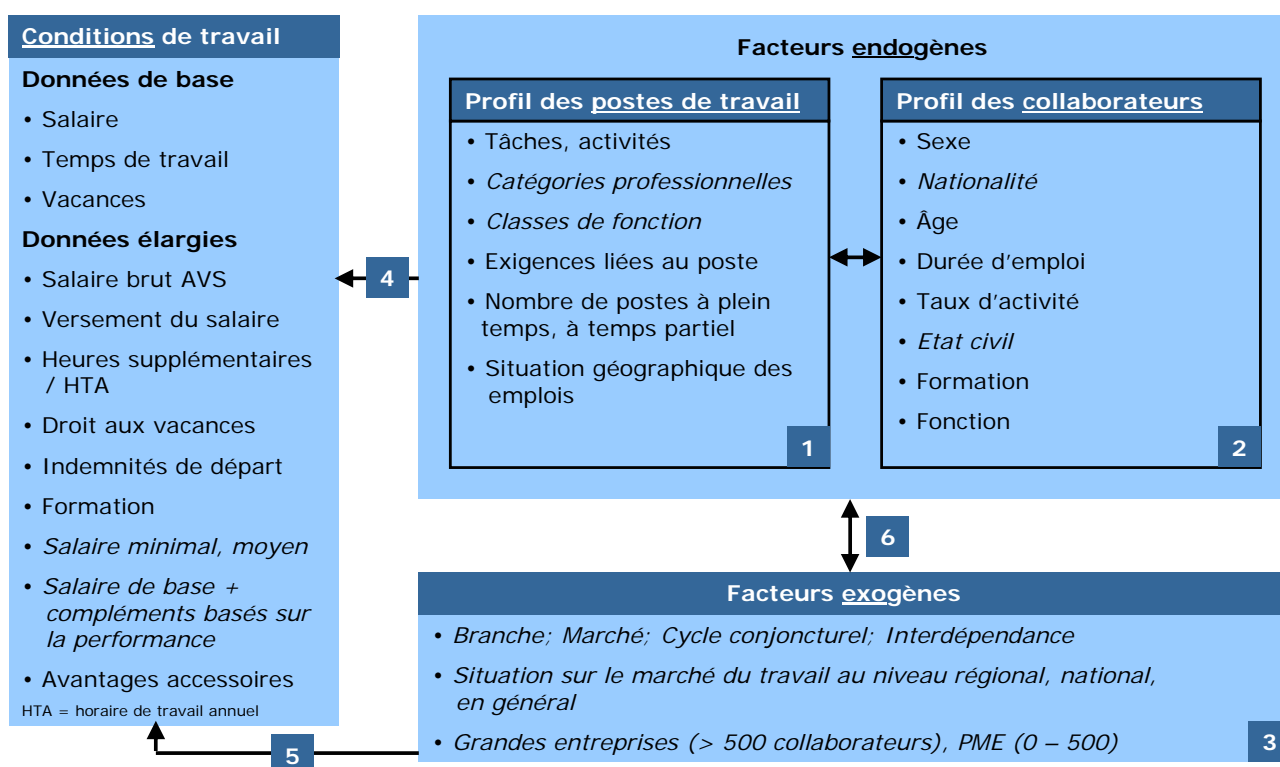 Conditions de travail
Données de base
• Salaire
• Temps de travail
• Vacances
Données élargies
• Salaire brut AVS
• Versement du salaire
• Heures supplémentaires
/ HTA
• Droit aux vacances
• Indemnités de départ
• Formation
• Salaire minimal, moyen
• Salaire de base +
compléments basés sur
la performance
• Avantages accessoires
HTA = horaire de travail annuel
4
Facteurs endogènes
Profil des postes de travail
• Tâches, activités
• Catégories professionnelles
• Classes de fonction
• Exigences liées au poste
• Nombre de postes à plein
temps, à temps partiel
• Situation géographique des
emplois
1
Profil des collaborateurs
• Sexe
• Nationalité
• Âge
• Durée d'emploi
• Taux d'activité
• Etat civil
• Formation
• Fonction
2
6
Facteurs exogènes
• Branche; Marché; Cycle conjoncturel; Interdépendance
• Situation sur le marché du travail au niveau régional, national,
en général
• Grandes entreprises (> 500 collaborateurs), PME (0 – 500)
3
5